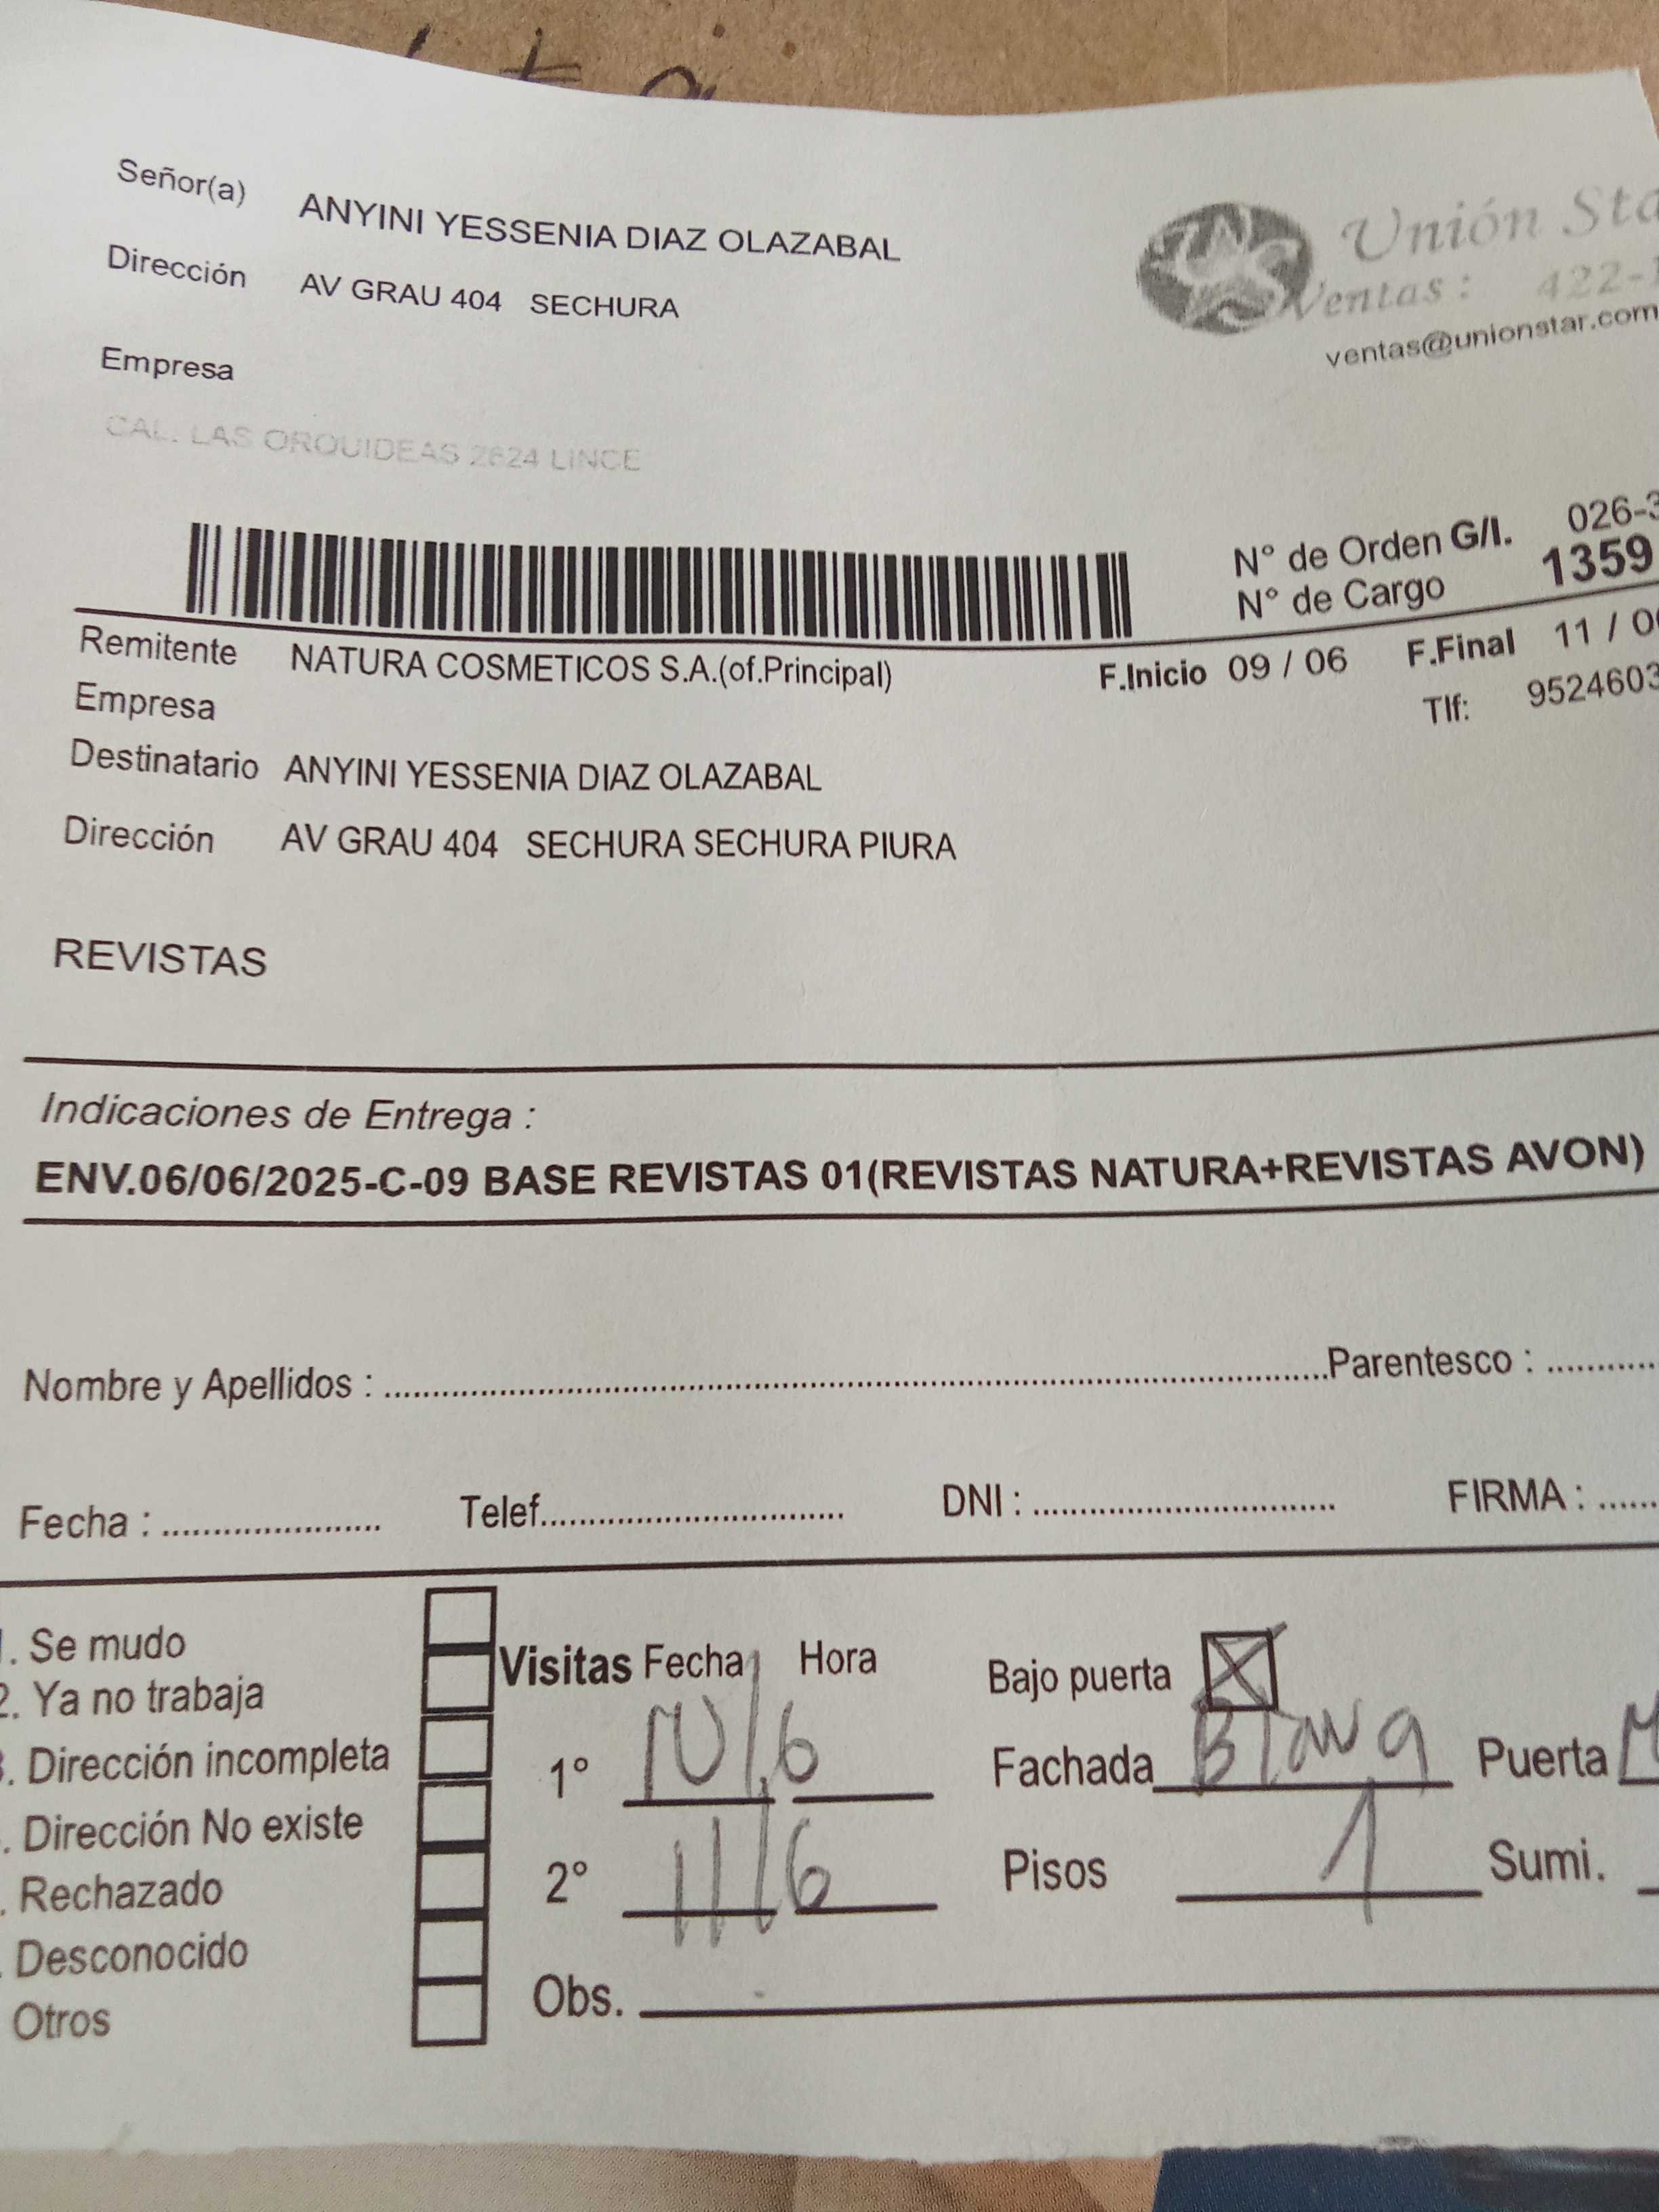 Señor(a) ANYINI YESSENIA DIAZ OLAZABAL
Dirección AV GRAU 404 SECHURA
Empresa
CAL. LAS ORQUIDEAS 2624 LINCE
Unión Sta
Ventas : 422-1
ventas@unionstar.com
N° de Orden G/I. 026-3
N° de Cargo 1359
Remitente NATURA COSMETICOS S.A.(of.Principal) F.Inicio 09 / 06 F.Final 11 / 0
Empresa Tlf: 9524603
Destinatario ANYINI YESSENIA DIAZ OLAZABAL
Dirección AV GRAU 404 SECHURA SECHURA PIURA
REVISTAS
Indicaciones de Entrega :
ENV.06/06/2025-C-09 BASE REVISTAS 01(REVISTAS NATURA+REVISTAS AVON)
Nombre y Apellidos : Parentesco :
Fecha : Telef. DNI : FIRMA :
. Se mudo
2. Ya no trabaja
. Dirección incompleta
. Dirección No existe
. Rechazado
. Desconocido
Otros
Visitas Fecha Hora
1° 10/6
2° 11/6
Obs.
Bajo puerta X
Fachada Puerta
Pisos 1 Sumi.